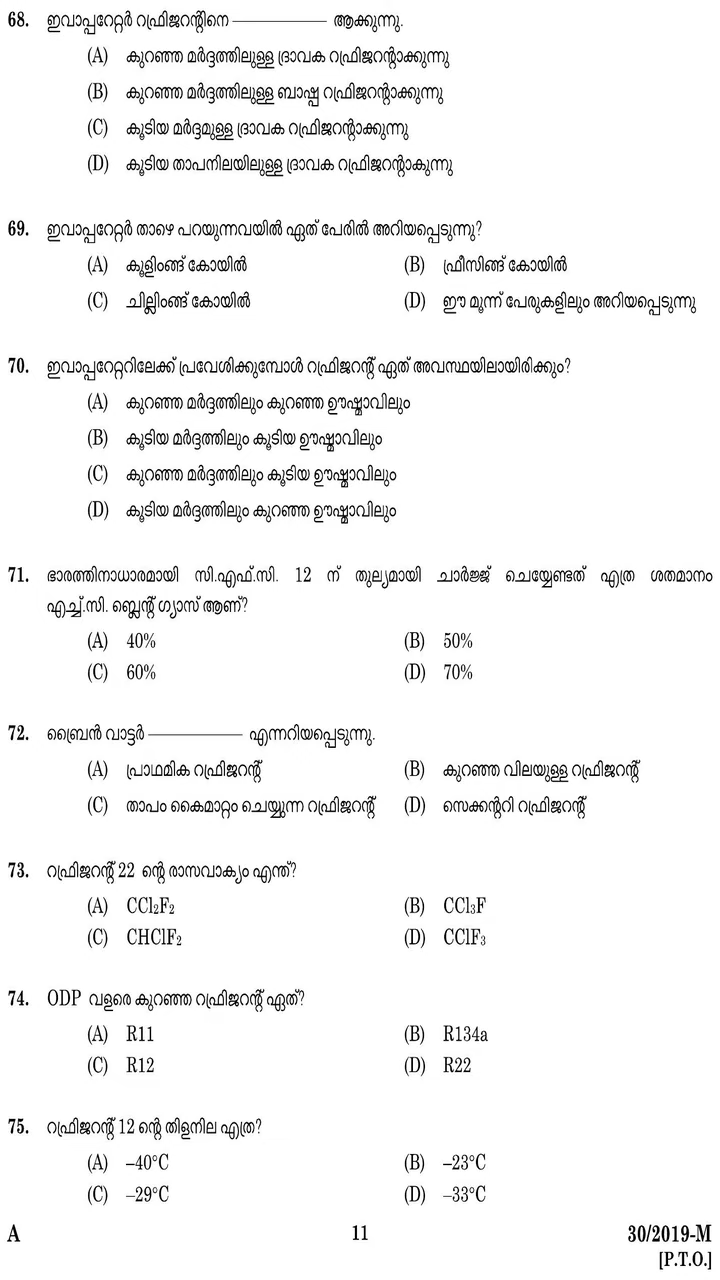 68. ഇവാപ്പറേറ്റർ റഫ്രിജറന്റിനെ ——————— ആക്കുന്നു.
(A) കുറഞ്ഞ മർദ്ദത്തിലുള്ള ദ്രാവക റഫ്രിജറന്റാക്കുന്നു
(B) കുറഞ്ഞ മർദ്ദത്തിലുള്ള ബാഷ്പ റഫ്രിജറന്റാക്കുന്നു
(C) കൂടിയ മർദ്ദമുള്ള ദ്രാവക റഫ്രിജറന്റാക്കുന്നു
(D) കൂടിയ താപനിലയിലുള്ള ദ്രാവക റഫ്രിജറന്റാകുന്നു
69. ഇവാപ്പറേറ്റർ താഴെ പറയുന്നവയിൽ ഏത് പേരിൽ അറിയപ്പെടുന്നു?
(A) കൂളിംങ്ങ് കോയിൽ (B) ഫ്രീസിങ്ങ് കോയിൽ
(C) ചില്ലിംങ്ങ് കോയിൽ (D) ഈ മൂന്ന് പേരുകളിലും അറിയപ്പെടുന്നു
70. ഇവാപ്പറേറ്ററിലേക്ക് പ്രവേശിക്കുമ്പോൾ റഫ്രിജറന്റ് ഏത് അവസ്ഥയിലായിരിക്കും?
(A) കുറഞ്ഞ മർദ്ദത്തിലും കുറഞ്ഞ ഊഷ്മാവിലും
(B) കൂടിയ മർദ്ദത്തിലും കൂടിയ ഊഷ്മാവിലും
(C) കുറഞ്ഞ മർദ്ദത്തിലും കൂടിയ ഊഷ്മാവിലും
(D) കൂടിയ മർദ്ദത്തിലും കുറഞ്ഞ ഊഷ്മാവിലും
71. ഭാരത്തിനാധാരമായി സി.എഫ്.സി. 12 ന് തുല്യമായി ചാർജ്ജ് ചെയ്യേണ്ടത് എത്ര ശതമാനം
എച്ച്.സി. ബ്ലെന്റ് ഗ്യാസ് ആണ്?
(A) 40% (B) 50%
(C) 60% (D) 70%
72. ബ്രൈൻ വാട്ടർ ——————— എന്നറിയപ്പെടുന്നു.
(A) പ്രാഥമിക റഫ്രിജറന്റ് (B) കുറഞ്ഞ വിലയുള്ള റഫ്രിജറന്റ്
(C) താപം കൈമാറ്റം ചെയ്യുന്ന റഫ്രിജറന്റ് (D) സെക്കന്ററി റഫ്രിജറന്റ്
73. റഫ്രിജറന്റ് 22 ന്റെ രാസവാക്യം എന്ത്?
(A) CCl₂F₂ (B) CCl₃F
(C) CHClF₂ (D) CClF₃
74. ODP വളരെ കുറഞ്ഞ റഫ്രിജറന്റ് ഏത്?
(A) R11 (B) R134a
(C) R12 (D) R22
75. റഫ്രിജറന്റ് 12 ന്റെ തിളനില എത്ര?
(A) –40°C (B) –23°C
(C) –29°C (D) –33°C
A 11 30/2019-M
[P.T.O.]